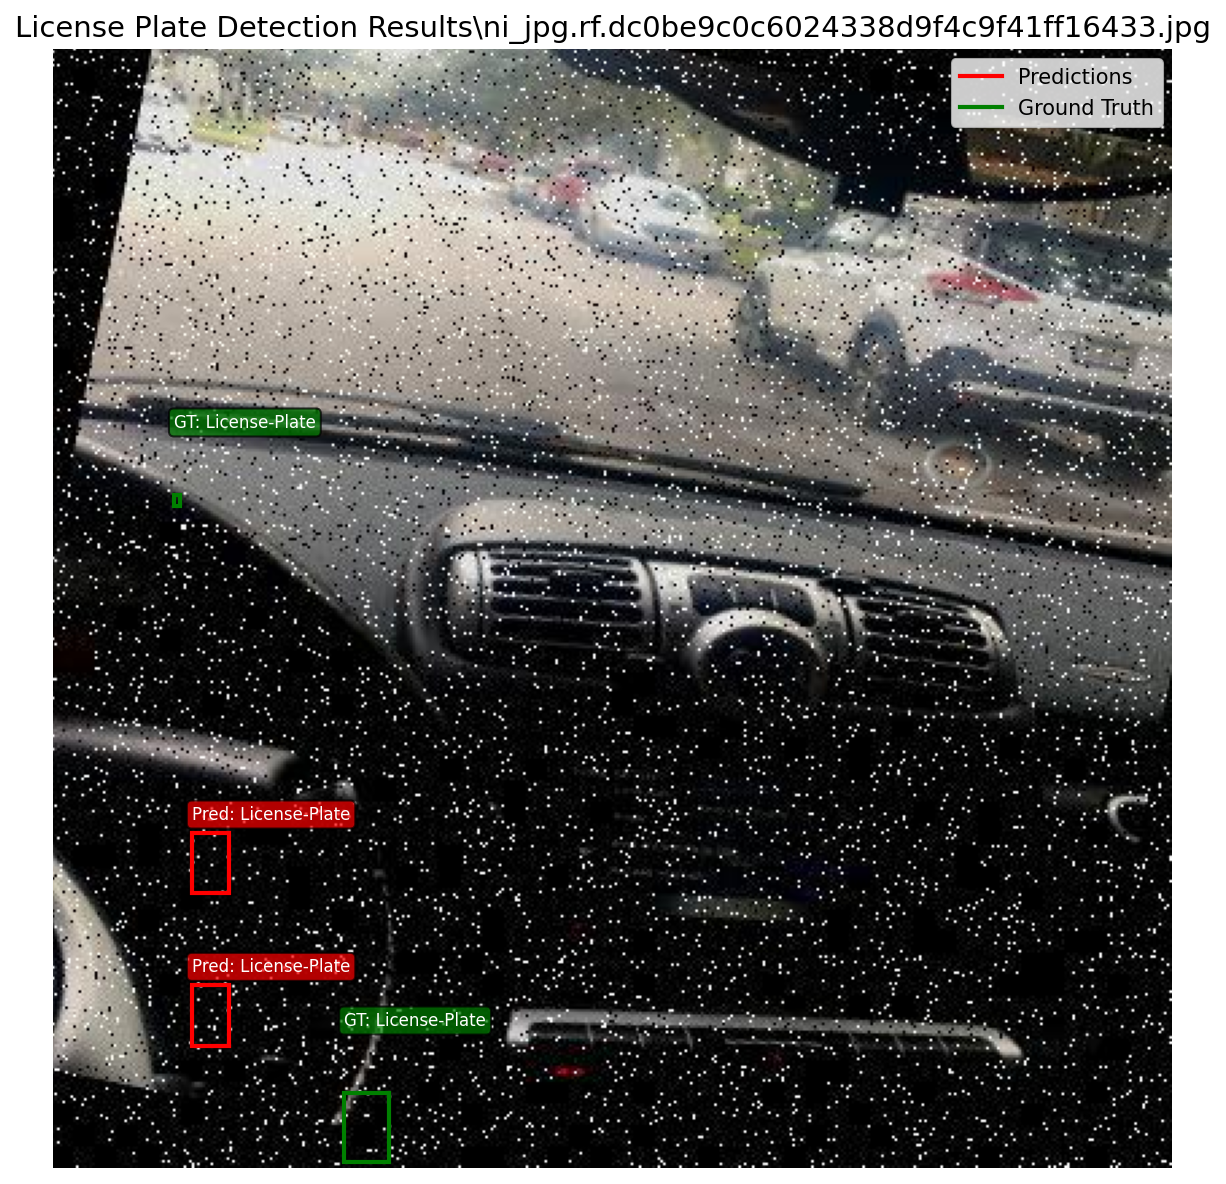 License Plate Detection Results\ni_jpg.rf.dc0be9c0c6024338d9f4c9f41ff16433.jpg
Predictions
Ground Truth
GT: License-Plate
Pred: License-Plate
Pred: License-Plate
GT: License-Plate